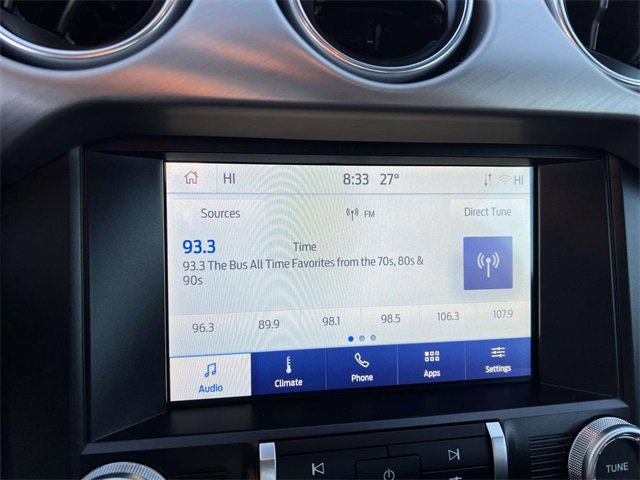 HI 8:33 27° HI
Sources FM Direct Tune
93.3 Time
93.3 The Bus All Time Favorites from the 70s, 80s &
90s
96.3 89.9 98.1 98.5 106.3 107.9
Audio Climate Phone Apps Settings
TUNE